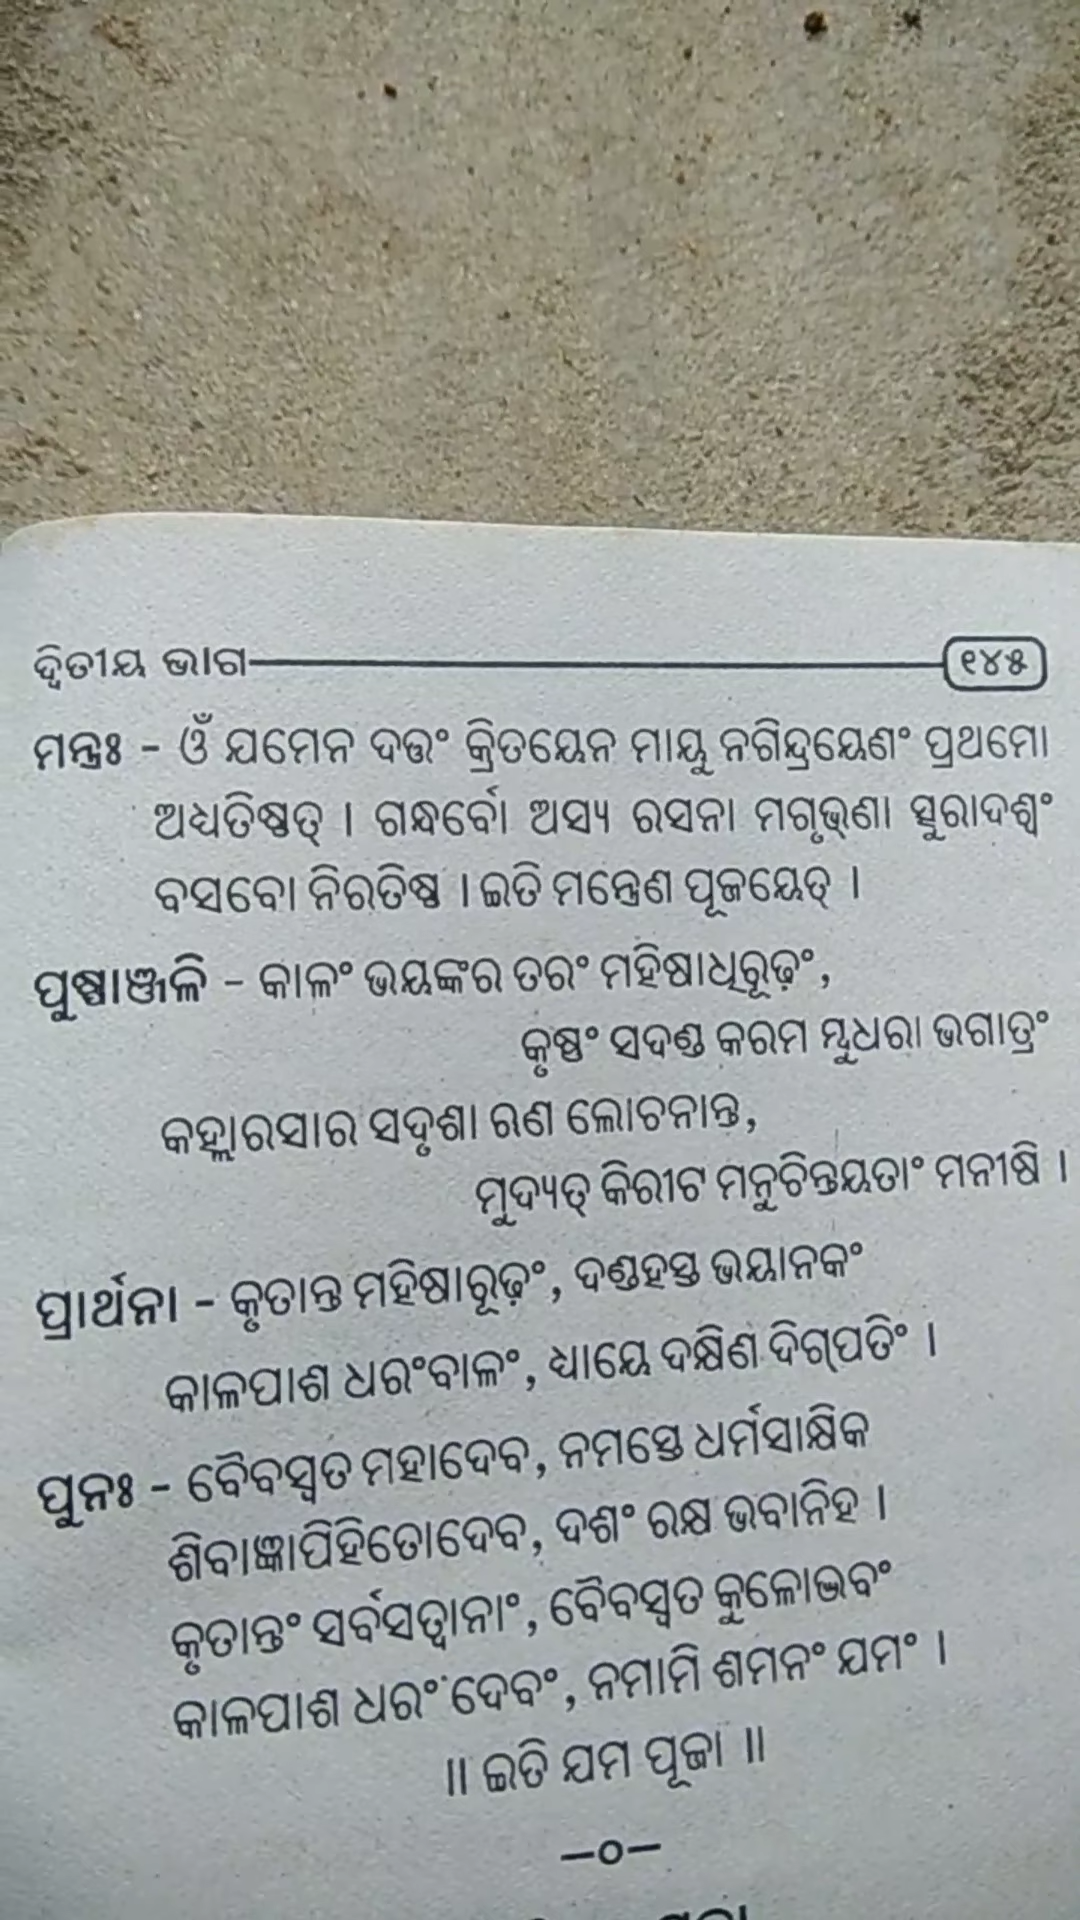 ଦ୍ୱିତୀୟ ଭାଗ ୧୪୫
ମନ୍ତ୍ରଃ - ଓଁ ଯମେନ ଦତ୍ତଂ କ୍ରିତୟେନ ମାୟୁ ନଗିନ୍ଦ୍ରୟେଣଂ ପ୍ରଥମୋ
ଅଧ୍ୟତିଷ୍ଠତ୍ । ଗନ୍ଧର୍ବୋ ଅସ୍ୟ ରସନା ମଗୃଭ୍‌ଣା ତ୍ସୁରାଦଶ୍ୱଂ
ବସବୋ ନିରତିଷ୍ଠ । ଇତି ମନ୍ତ୍ରେଣ ପୂଜୟେତ୍ ।
ପୁଷ୍ପାଞ୍ଜଳି - କାଳଂ ଭୟଙ୍କର ତରଂ ମହିଷାଧିରୂଢ଼ଂ,
କୃଷ୍ଣଂ ସଦଣ୍ଡ କରମ ମ୍ବୁଧରା ଭଗାତ୍ରଂ
କହ୍ଲାରସାର ସଦୃଶା ରଣ ଲୋଚନାନ୍ତ,
ମୁଦ୍ୟତ୍ କିରୀଟ ମନୁଚିନ୍ତୟତାଂ ମନୀଷି ।
ପ୍ରାର୍ଥନା - କୃତାନ୍ତ ମହିଷାରୂଢ଼ଂ, ଦଣ୍ଡହସ୍ତ ଭୟାନକଂ
କାଳପାଶ ଧରଂବାଳଂ, ଧ୍ୟାୟେ ଦକ୍ଷିଣ ଦିଗ୍‌ପତିଂ ।
ପୁନଃ - ବୈବସ୍ୱତ ମହାଦେବ, ନମସ୍ତେ ଧର୍ମସାକ୍ଷିକ
ଶିବାଜ୍ଞାପିହିତୋଦେବ, ଦଶଂ ରକ୍ଷ ଭବାନିହ ।
କୃତାନ୍ତଂ ସର୍ବସତ୍ୱାନାଂ, ବୈବସ୍ୱତ କୁଳୋଦ୍ଭବଂ
କାଳପାଶ ଧରଂ ଦେବଂ, ନମାମି ଶମନଂ ଯମଂ ।
॥ ଇତି ଯମ ପୂଜା ॥
—୦—